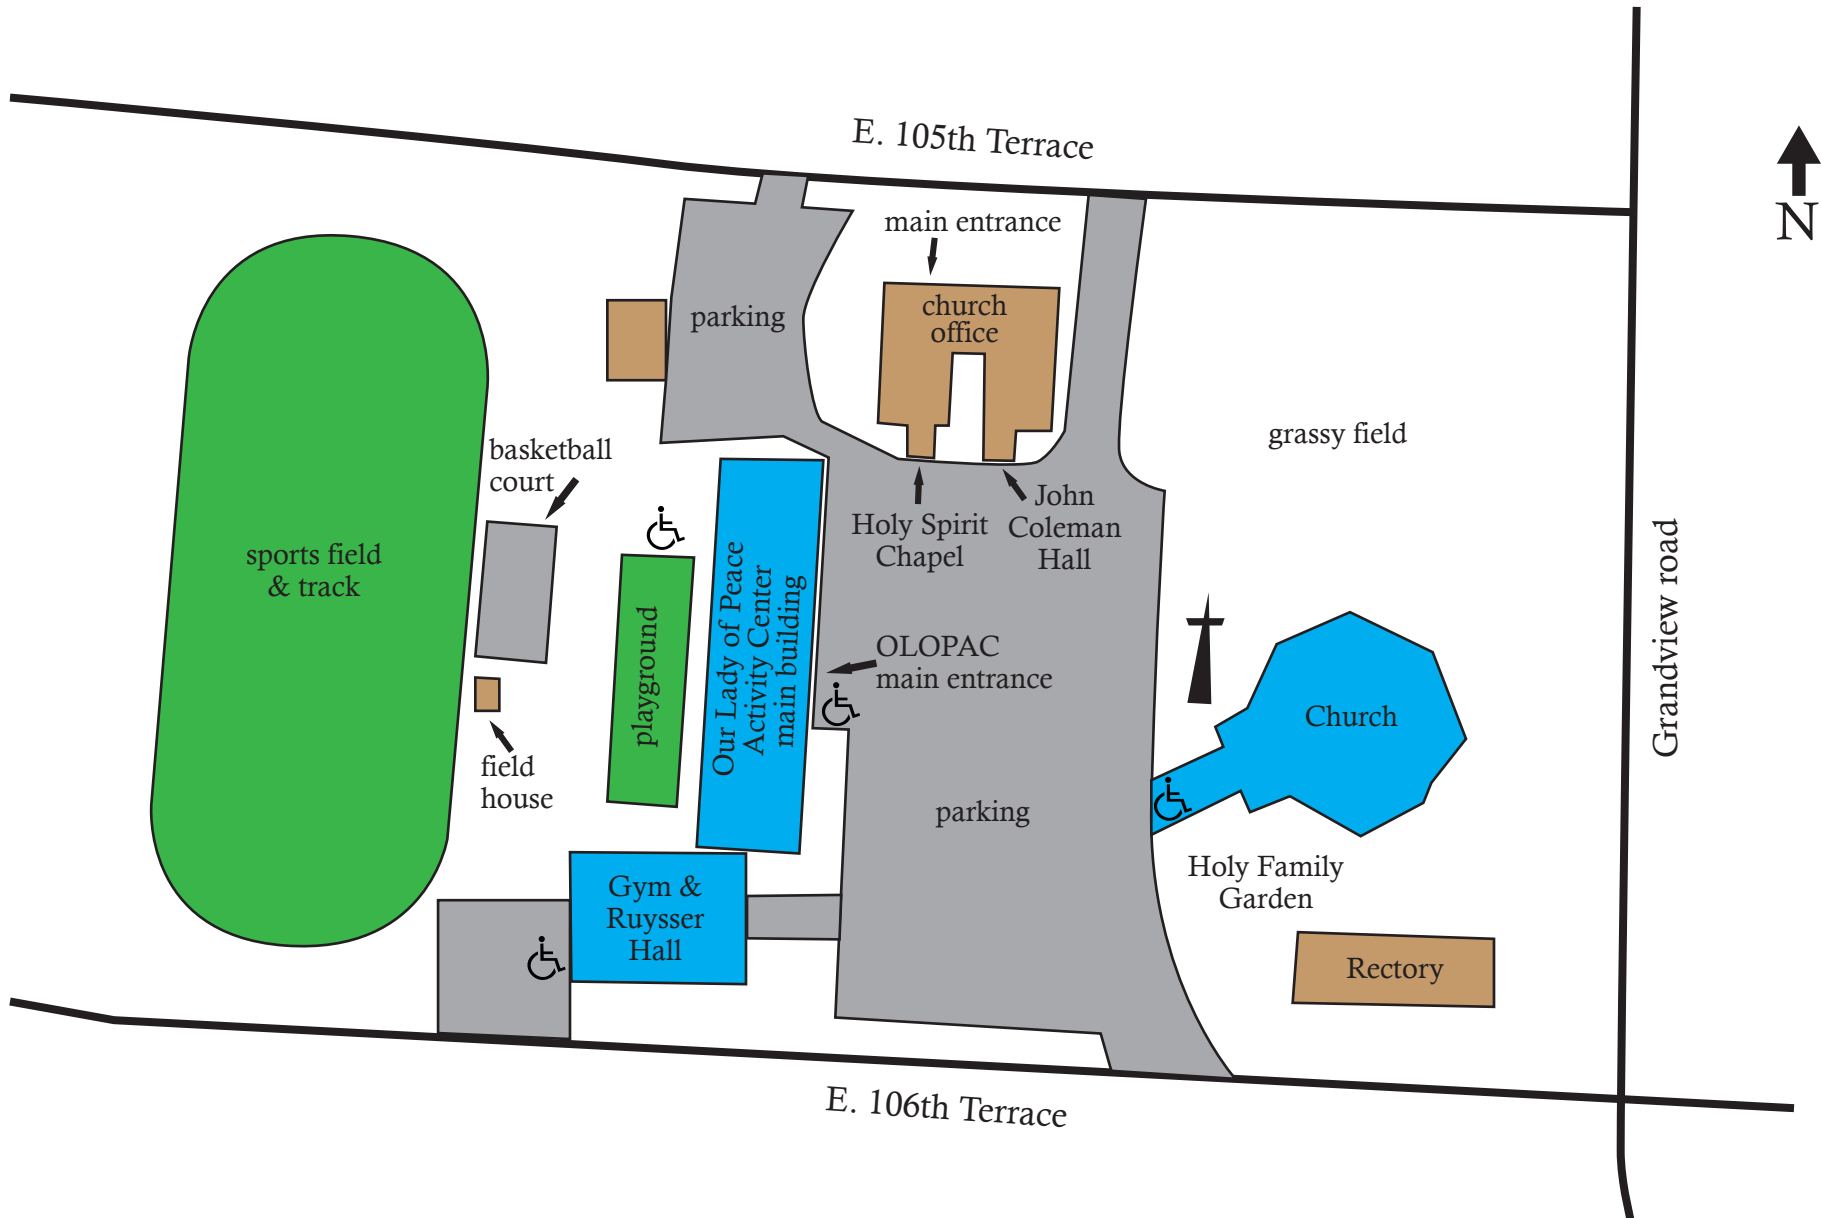 E. 105th Terrace
N
main entrance
church
office
parking
grassy field
basketball
court
John
Coleman
Hall
Holy Spirit
Chapel
sports field
& track
playground
Our Lady of Peace
Activity Center
main building
OLOPAC
main entrance
Grandview road
Church
field
house
parking
Holy Family
Garden
Gym &
Ruysser
Hall
Rectory
E. 106th Terrace